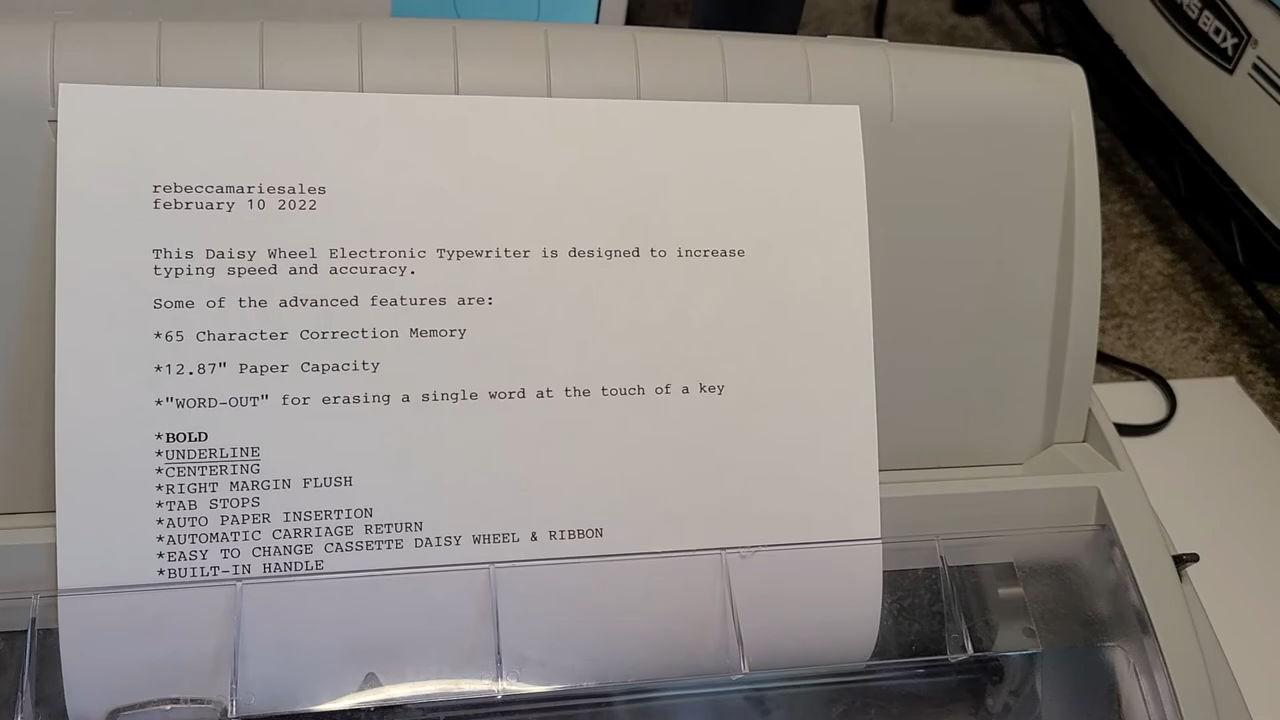 rebeccamariesales
february 10 2022
This Daisy Wheel Electronic Typewriter is designed to increase
typing speed and accuracy.
Some of the advanced features are:
*65 Character Correction Memory
*12.87" Paper Capacity
*"WORD-OUT" for erasing a single word at the touch of a key
*BOLD
*UNDERLINE
*CENTERING
*RIGHT MARGIN FLUSH
*TAB STOPS
*AUTO PAPER INSERTION
*AUTOMATIC CARRIAGE RETURN
*EASY TO CHANGE CASSETTE DAISY WHEEL & RIBBON
*BUILT-IN HANDLE
BOX